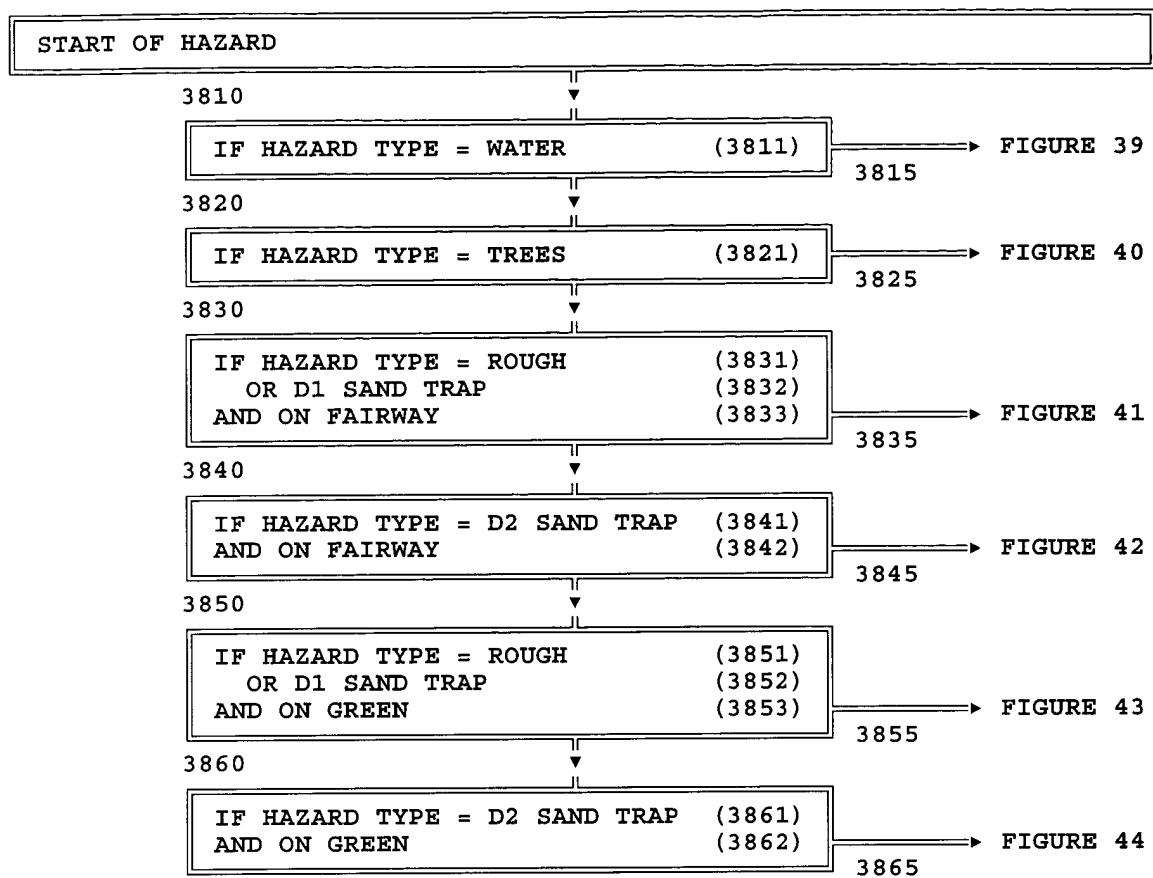 START OF HAZARD
3810
IF HAZARD TYPE = WATER (3811) FIGURE 39
3815
3820
IF HAZARD TYPE = TREES (3821) FIGURE 40
3825
3830
IF HAZARD TYPE = ROUGH (3831)
OR D1 SAND TRAP (3832)
AND ON FAIRWAY (3833) FIGURE 41
3835
3840
IF HAZARD TYPE = D2 SAND TRAP (3841)
AND ON FAIRWAY (3842) FIGURE 42
3845
3850
IF HAZARD TYPE = ROUGH (3851)
OR D1 SAND TRAP (3852)
AND ON GREEN (3853) FIGURE 43
3855
3860
IF HAZARD TYPE = D2 SAND TRAP (3861)
AND ON GREEN (3862) FIGURE 44
3865